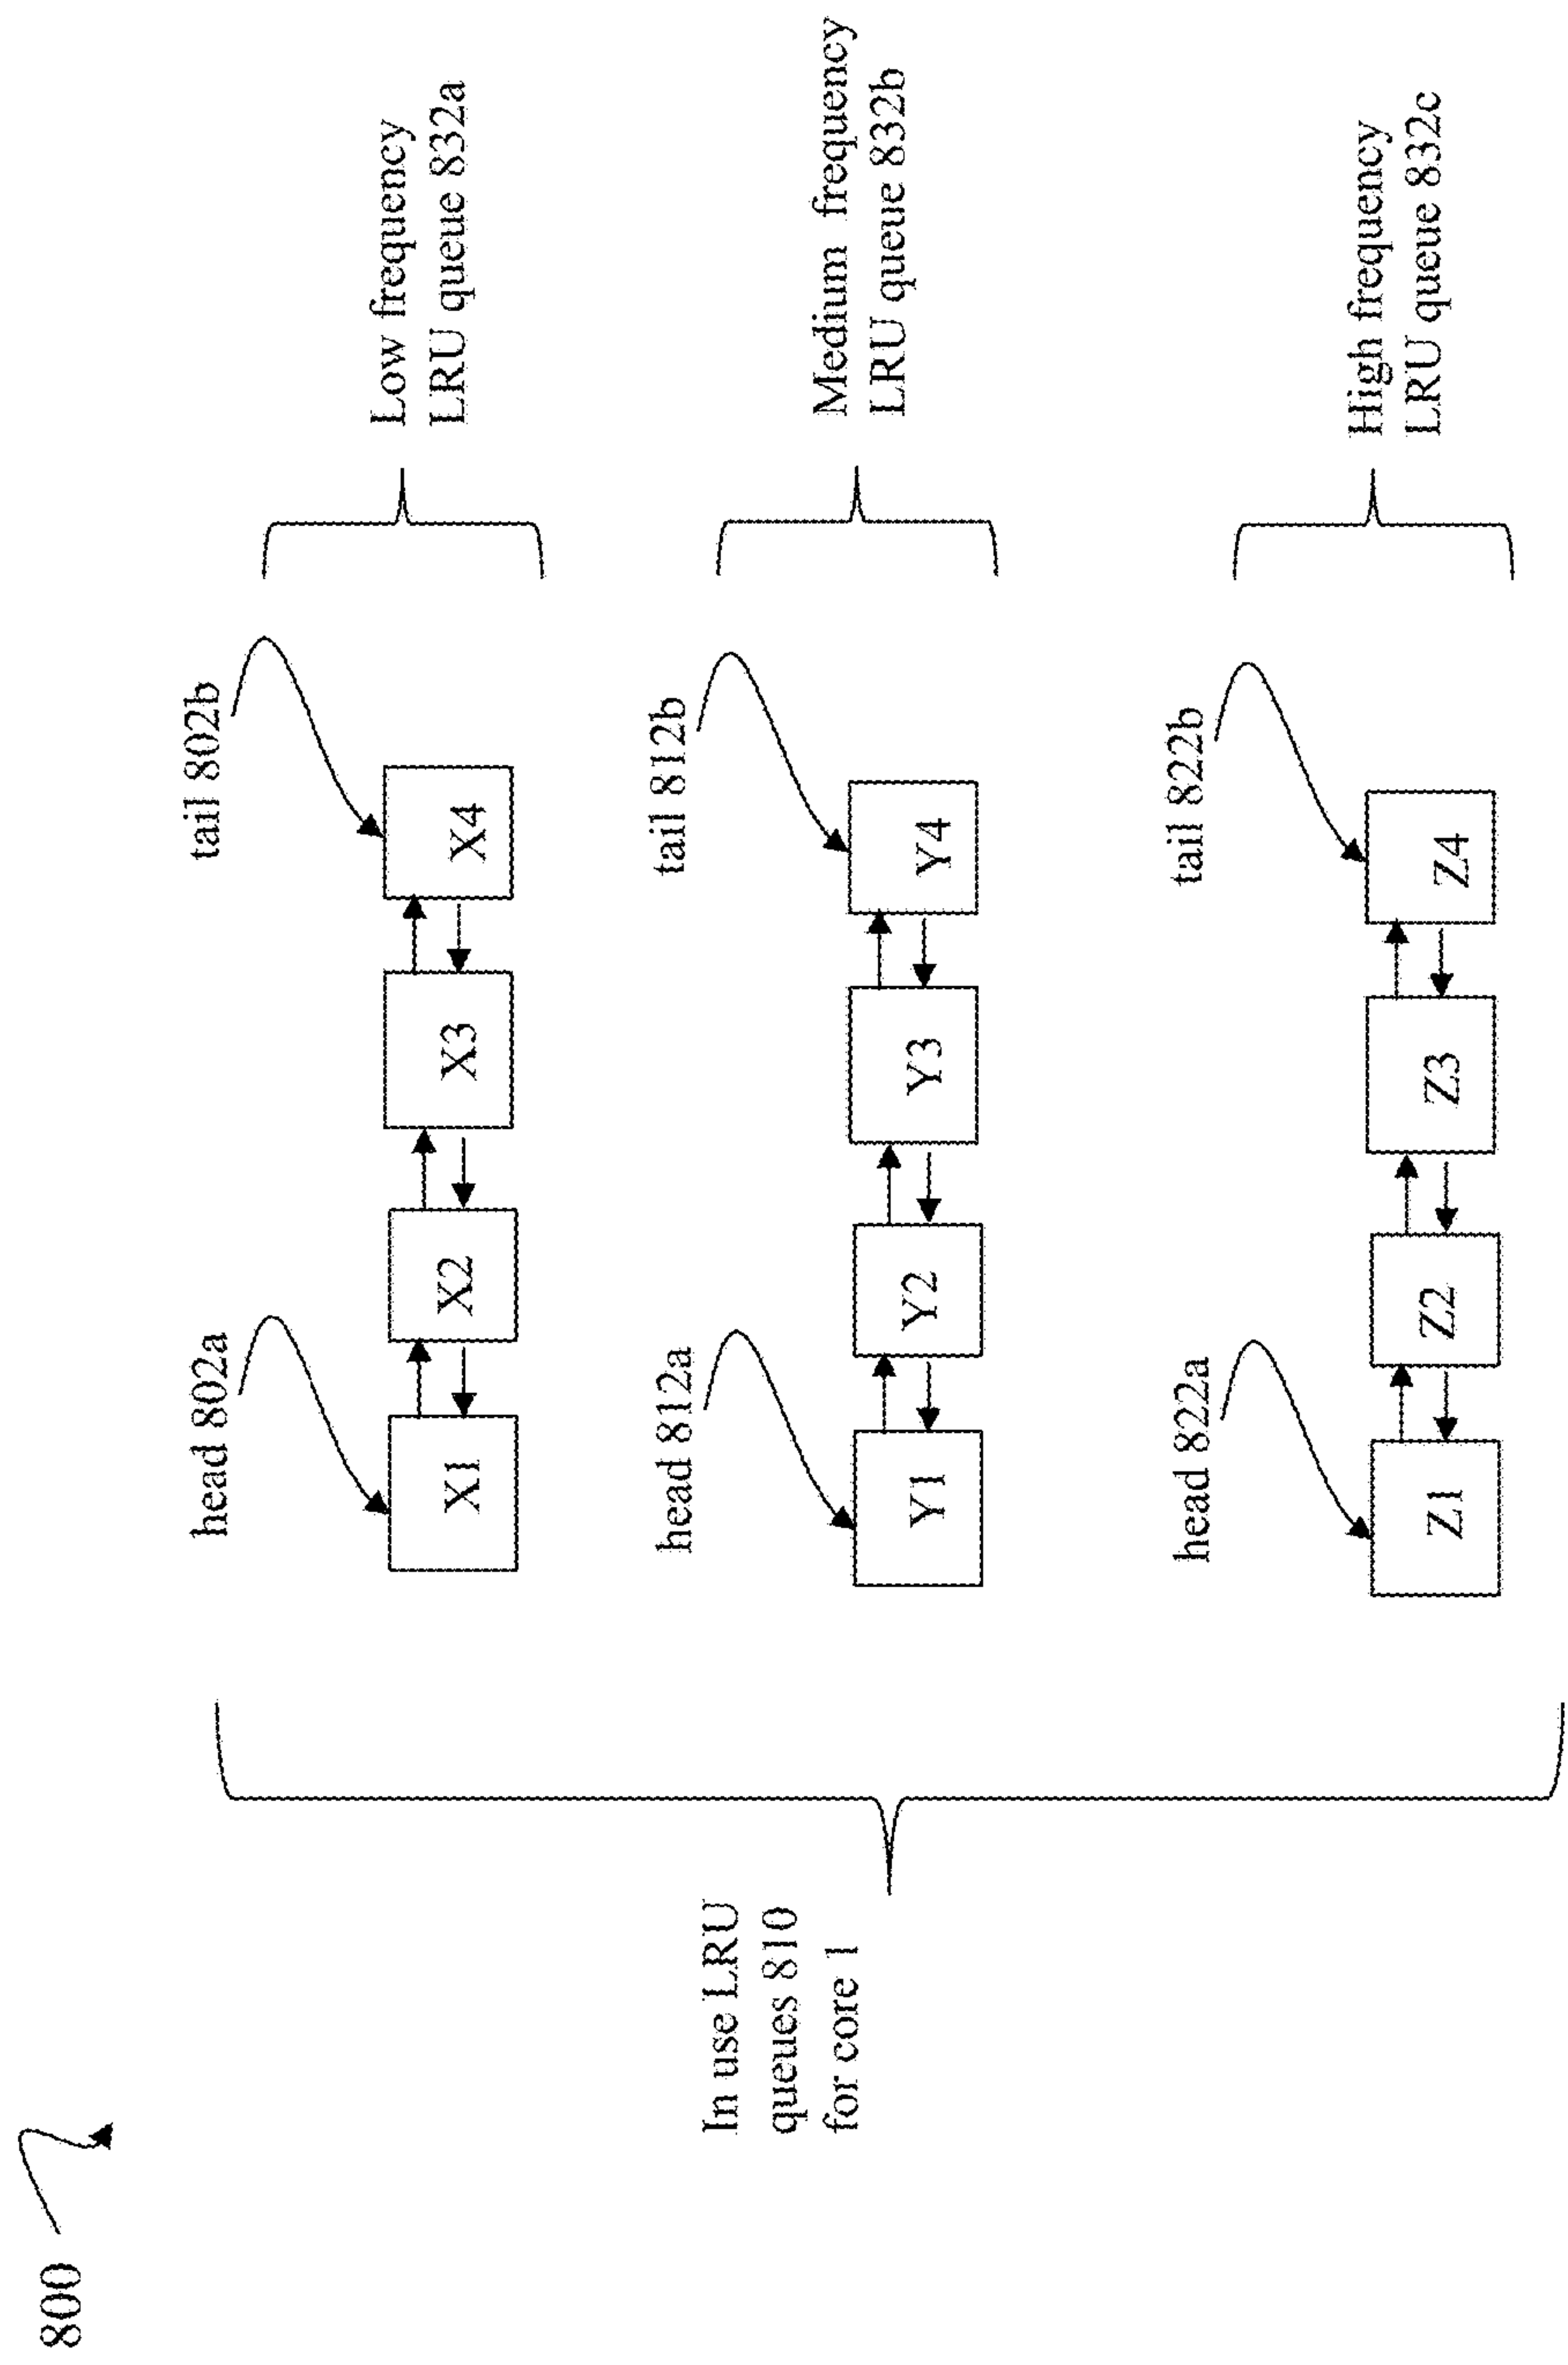 800
In use LRU
queues 810
for core 1
head 802a
tail 802b
X1
X2
X3
X4
Low frequency
LRU queue 832a
head 812a
tail 812b
Y1
Y2
Y3
Y4
Medium frequency
LRU queue 832b
head 822a
tail 822b
Z1
Z2
Z3
Z4
High frequency
LRU queue 832c